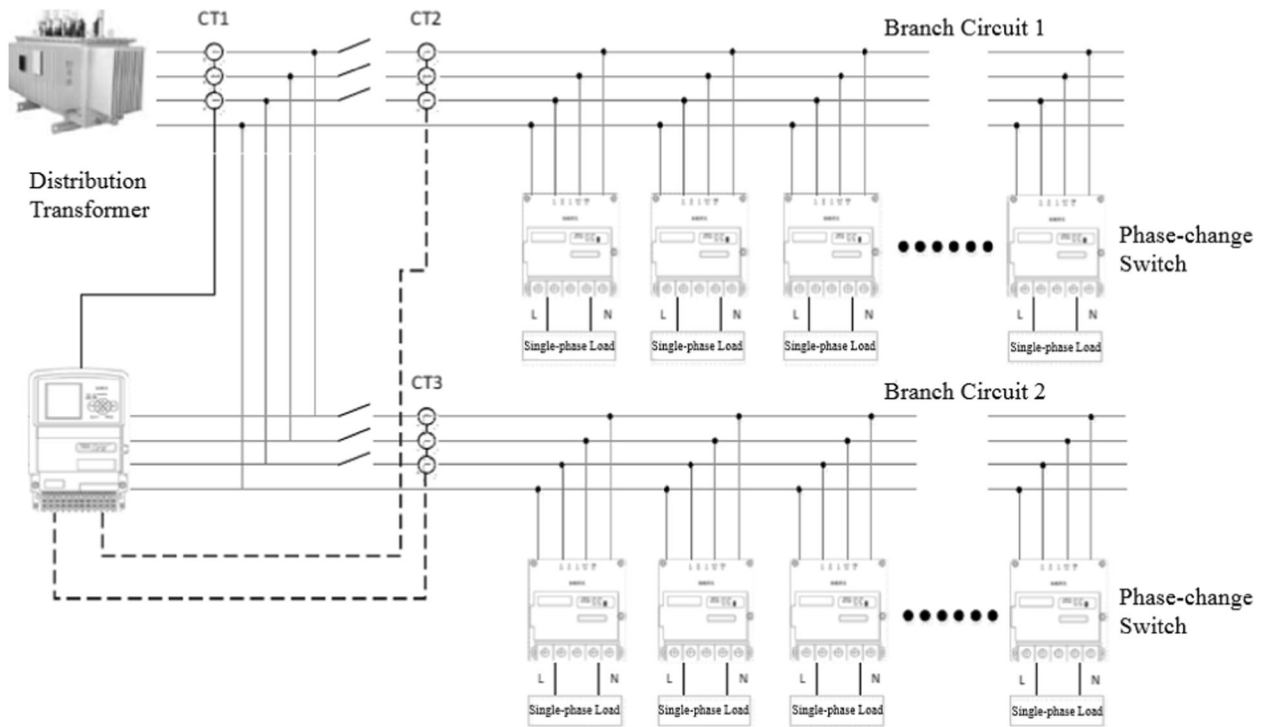 CT1
CT2
Branch Circuit 1
Distribution
Transformer
Phase-change
Switch
L N
L N
L N
L N
Single-phase Load
Single-phase Load
Single-phase Load
Single-phase Load
CT3
Branch Circuit 2
Phase-change
Switch
L N
L N
L N
L N
Single-phase Load
Single-phase Load
Single-phase Load
Single-phase Load